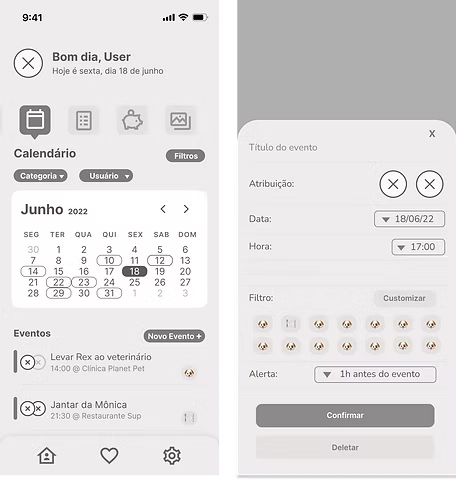 9:41
Bom dia, User
Hoje é sexta, dia 18 de junho
Calendário
Filtros
Categoria
Usuário
Junho 2022
SEG TER QUA QUI SEX SAB DOM
30 1 2 3 4 5 6
7 8 9 10 11 12 13
14 15 16 17 18 19 20
21 22 23 24 25 26 27
28 29 30 31 1 2 3
Eventos
Novo Evento +
Levar Rex ao veterinário
14:00 @ Clínica Planet Pet
Jantar da Mônica
21:30 @ Restaurante Sup
X
Título do evento
Atribuição:
Data:
18/06/22
Hora:
17:00
Filtro:
Customizar
Alerta:
1h antes do evento
Confirmar
Deletar